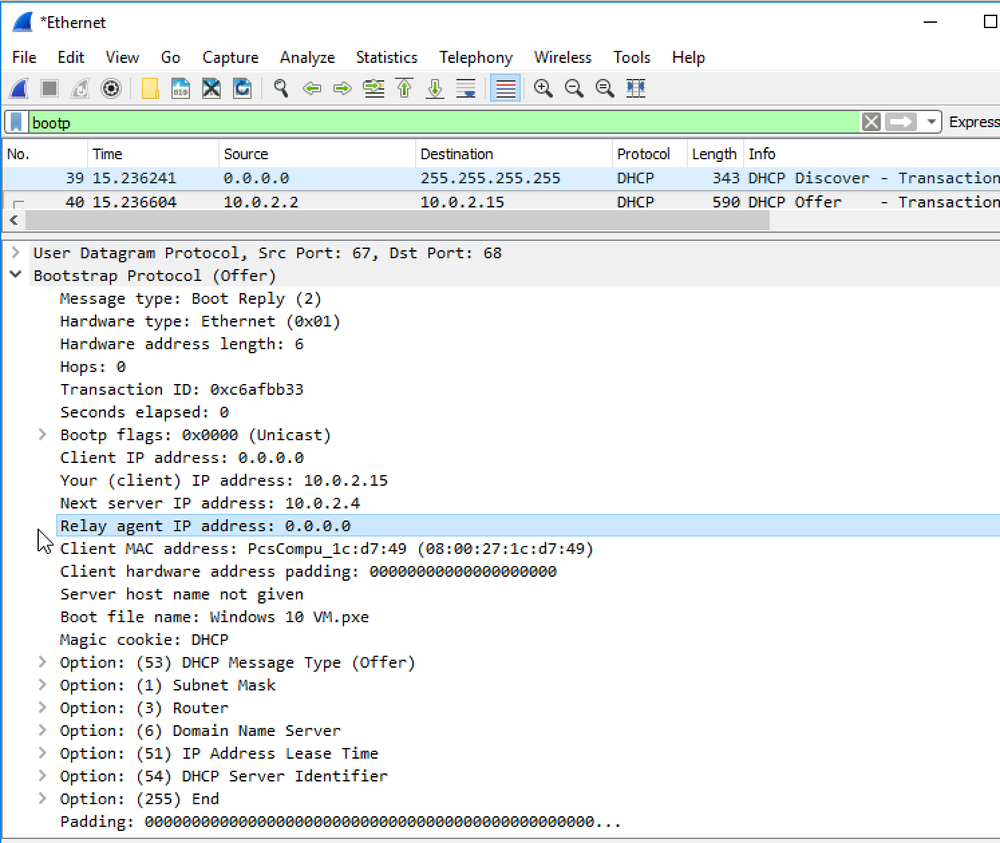 *Ethernet
File Edit View Go Capture Analyze Statistics Telephony Wireless Tools Help
bootp Express
No. Time Source Destination Protocol Length Info
39 15.236241 0.0.0.0 255.255.255.255 DHCP 343 DHCP Discover - Transaction
40 15.236604 10.0.2.2 10.0.2.15 DHCP 590 DHCP Offer - Transaction
User Datagram Protocol, Src Port: 67, Dst Port: 68
Bootstrap Protocol (Offer)
Message type: Boot Reply (2)
Hardware type: Ethernet (0x01)
Hardware address length: 6
Hops: 0
Transaction ID: 0xc6afbb33
Seconds elapsed: 0
Bootp flags: 0x0000 (Unicast)
Client IP address: 0.0.0.0
Your (client) IP address: 10.0.2.15
Next server IP address: 10.0.2.4
Relay agent IP address: 0.0.0.0
Client MAC address: PcsCompu_1c:d7:49 (08:00:27:1c:d7:49)
Client hardware address padding: 00000000000000000000
Server host name not given
Boot file name: Windows 10 VM.pxe
Magic cookie: DHCP
Option: (53) DHCP Message Type (Offer)
Option: (1) Subnet Mask
Option: (3) Router
Option: (6) Domain Name Server
Option: (51) IP Address Lease Time
Option: (54) DHCP Server Identifier
Option: (255) End
Padding: 000000000000000000000000000000000000000000000000...